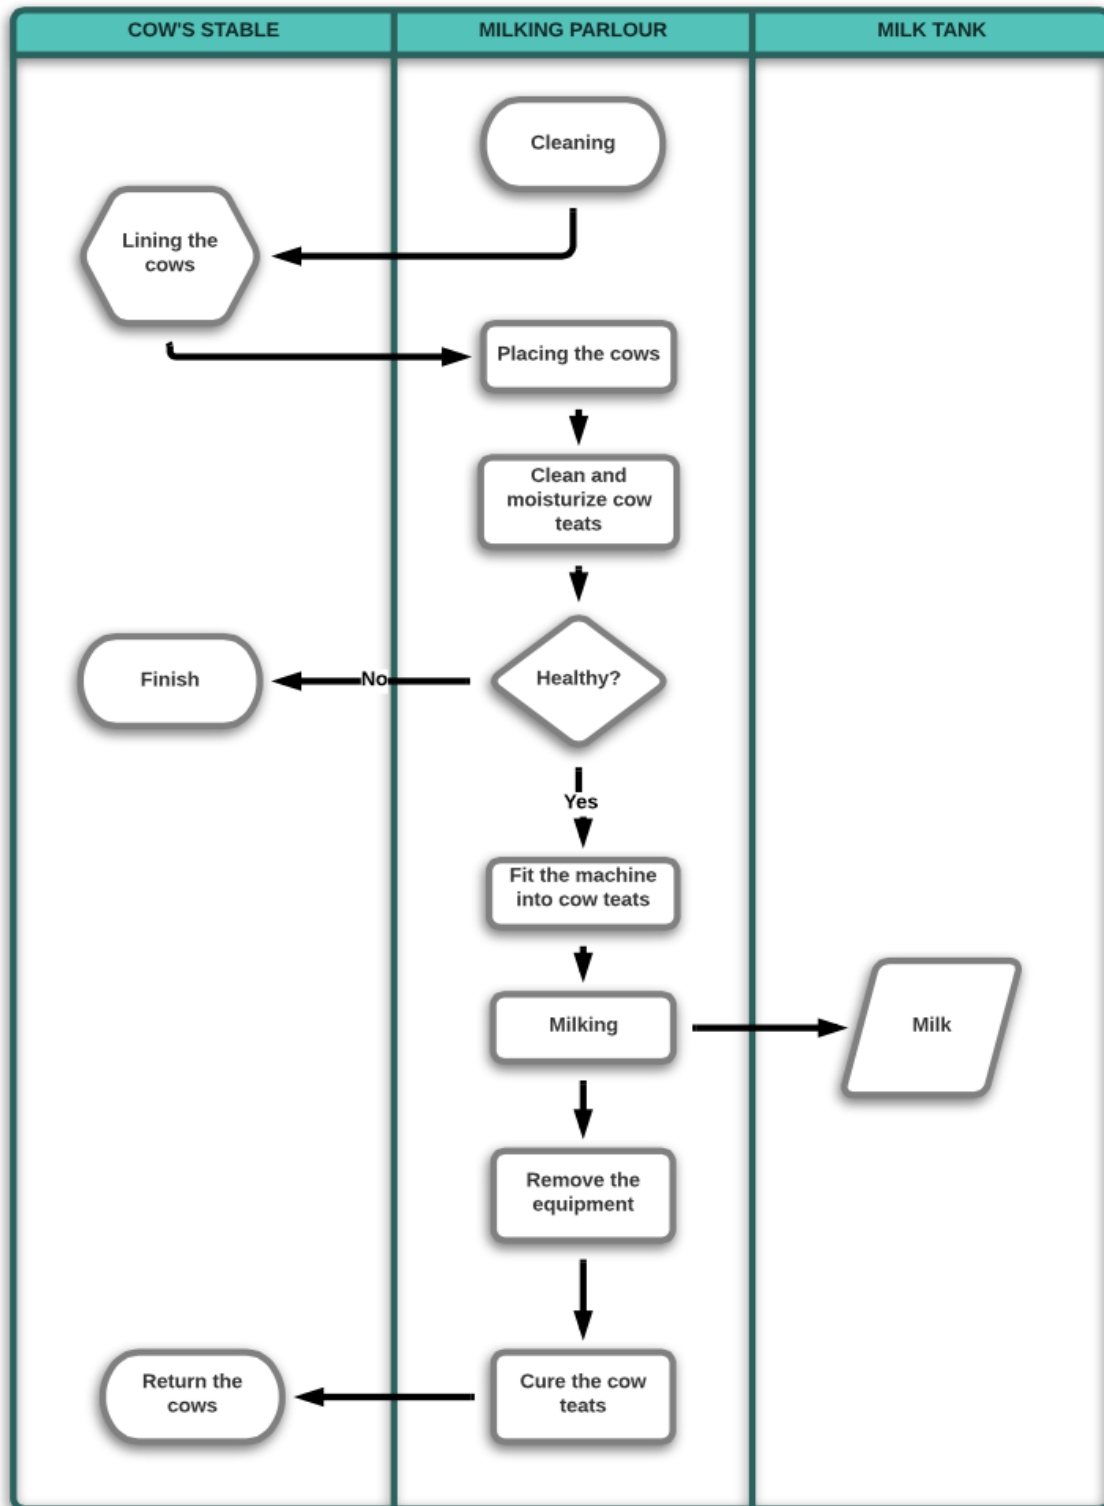 COW'S STABLE
MILKING PARLOUR
MILK TANK
Cleaning
Lining the
cows
Placing the cows
Clean and
moisturize cow
teats
Healthy?
No
Finish
Yes
Fit the machine
into cow teats
Milking
Milk
Remove the
equipment
Cure the cow
teats
Return the
cows